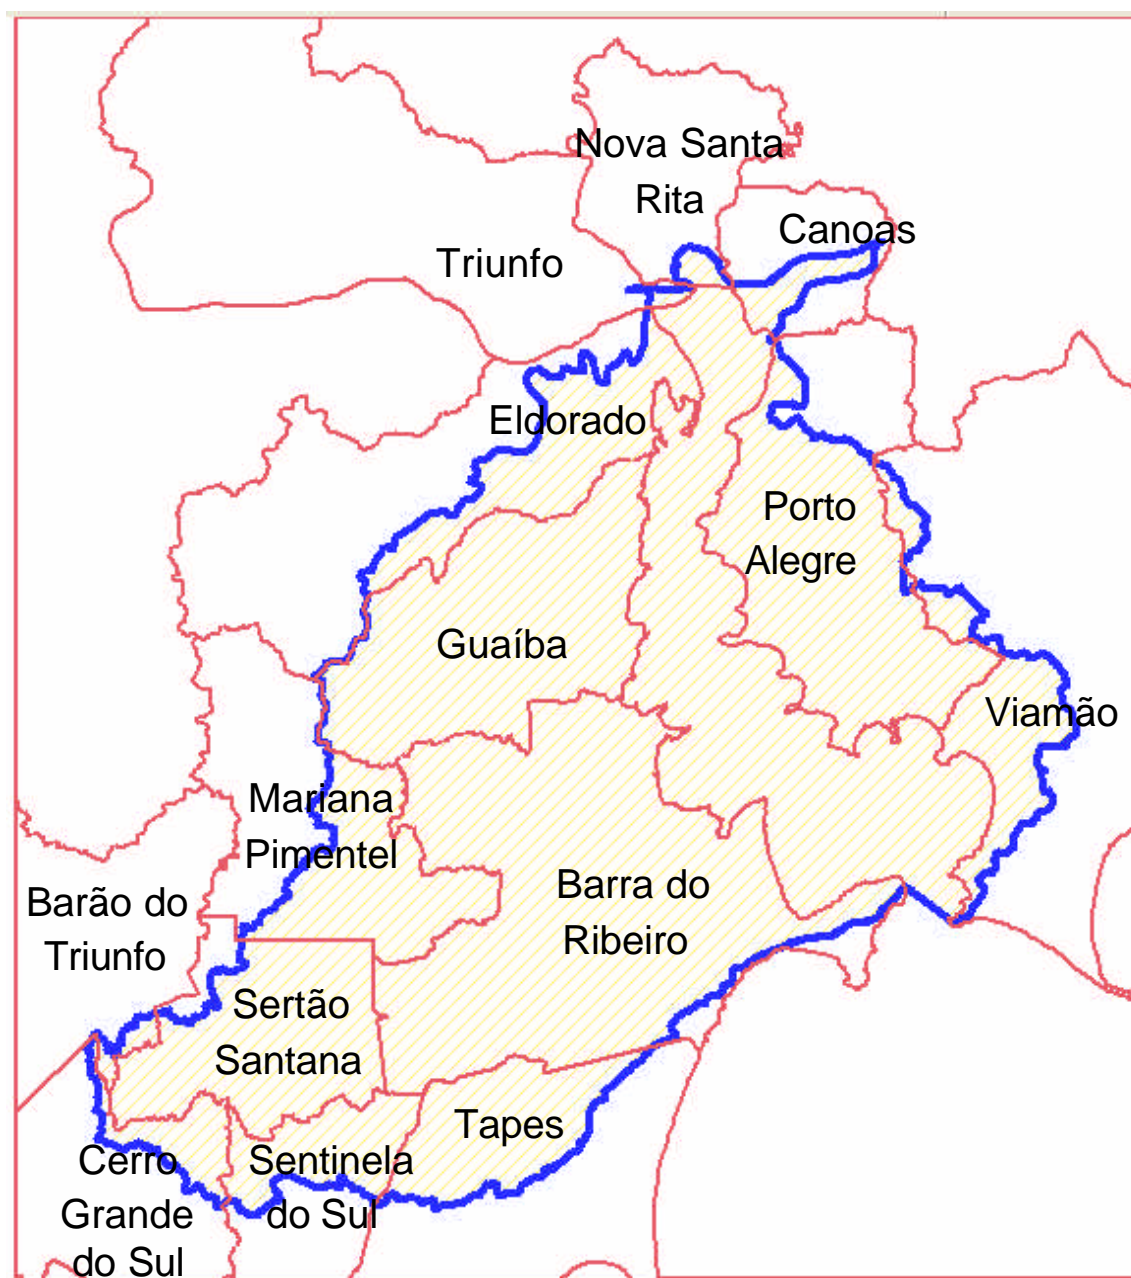 Nova Santa
Rita
Canoas
Triunfo
Eldorado
Porto
Alegre
Guaíba
Viamão
Mariana
Pimentel
Barra do
Ribeiro
Barão do
Triunfo
Sertão
Santana
Tapes
Cerro
Grande
do Sul
Sentinela
do Sul